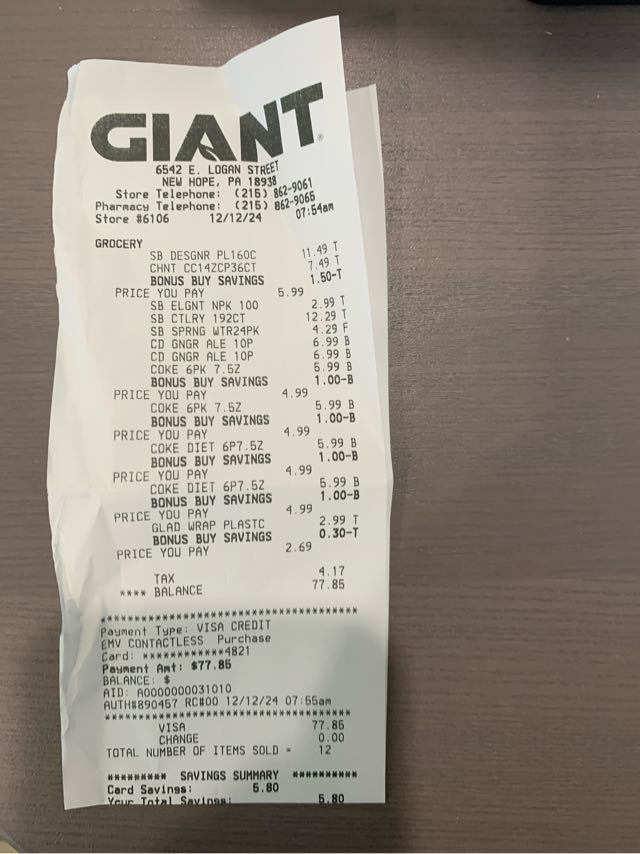 GIANT®
6542 E. LOGAN STREET
NEW HOPE, PA 18938
Store Telephone: (215) 862-9061
Pharmacy Telephone: (215) 862-9065
Store #6106 12/12/24 07:54am
GROCERY
SB DESGNR PL160C 11.49 T
CHNT CC14ZCP36CT 7.49 T
BONUS BUY SAVINGS 1.50-T
PRICE YOU PAY 5.99
SB ELGNT NPK 100 2.99 T
SB CTLRY 192CT 12.29 T
SB SPRNG WTR24PK 4.29 F
CD GNGR ALE 10P 6.99 B
CD GNGR ALE 10P 6.99 B
COKE 6PK 7.5Z 5.99 B
BONUS BUY SAVINGS 1.00-B
PRICE YOU PAY 4.99
COKE 6PK 7.5Z 5.99 B
BONUS BUY SAVINGS 1.00-B
PRICE YOU PAY 4.99
COKE DIET 6P7.5Z 5.99 B
BONUS BUY SAVINGS 1.00-B
PRICE YOU PAY 4.99
COKE DIET 6P7.5Z 5.99 B
BONUS BUY SAVINGS 1.00-B
PRICE YOU PAY 4.99
GLAD WRAP PLASTC 2.99 T
BONUS BUY SAVINGS 0.30-T
PRICE YOU PAY 2.69
TAX 4.17
**** BALANCE 77.85
****************************************
Payment Type: VISA CREDIT
EMV CONTACTLESS Purchase
Card: ************4821
Payment Amt: $77.85
BALANCE: $
AID: A0000000031010
AUTH#890457 RC#00 12/12/24 07:55am
****************************************
VISA 77.85
CHANGE 0.00
TOTAL NUMBER OF ITEMS SOLD = 12
********* SAVINGS SUMMARY **********
Card Savings: 5.80
Your Total Savings: 5.80